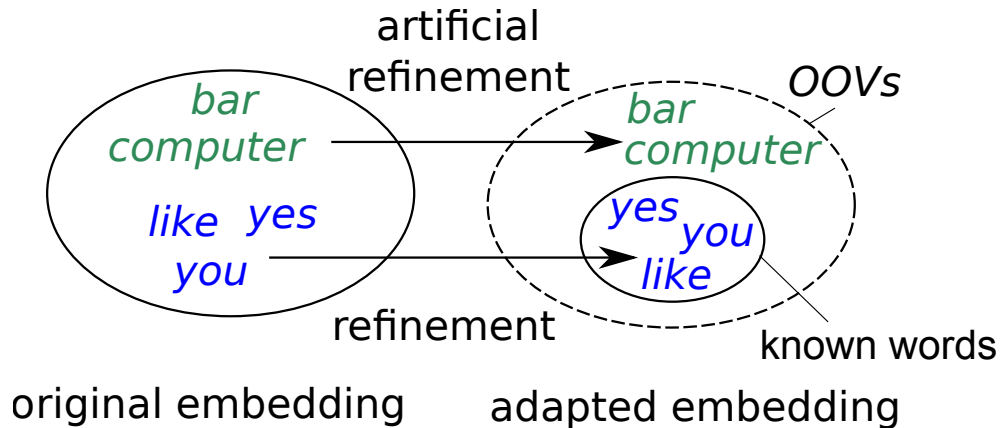 artificial
refinement
OOVs
bar
computer
bar
computer
like yes
you
yes
you
like
refinement
known words
original embedding
adapted embedding